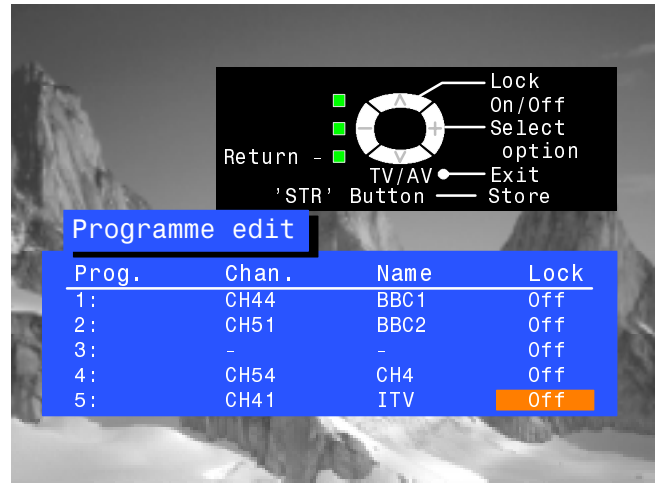 Lock
On/Off
Select
option
Return -
TV/AV
Exit
'STR' Button
Store
Programme edit
Prog. Chan. Name Lock
1: CH44 BBC1 Off
2: CH51 BBC2 Off
3: - - Off
4: CH54 CH4 Off
5: CH41 ITV Off